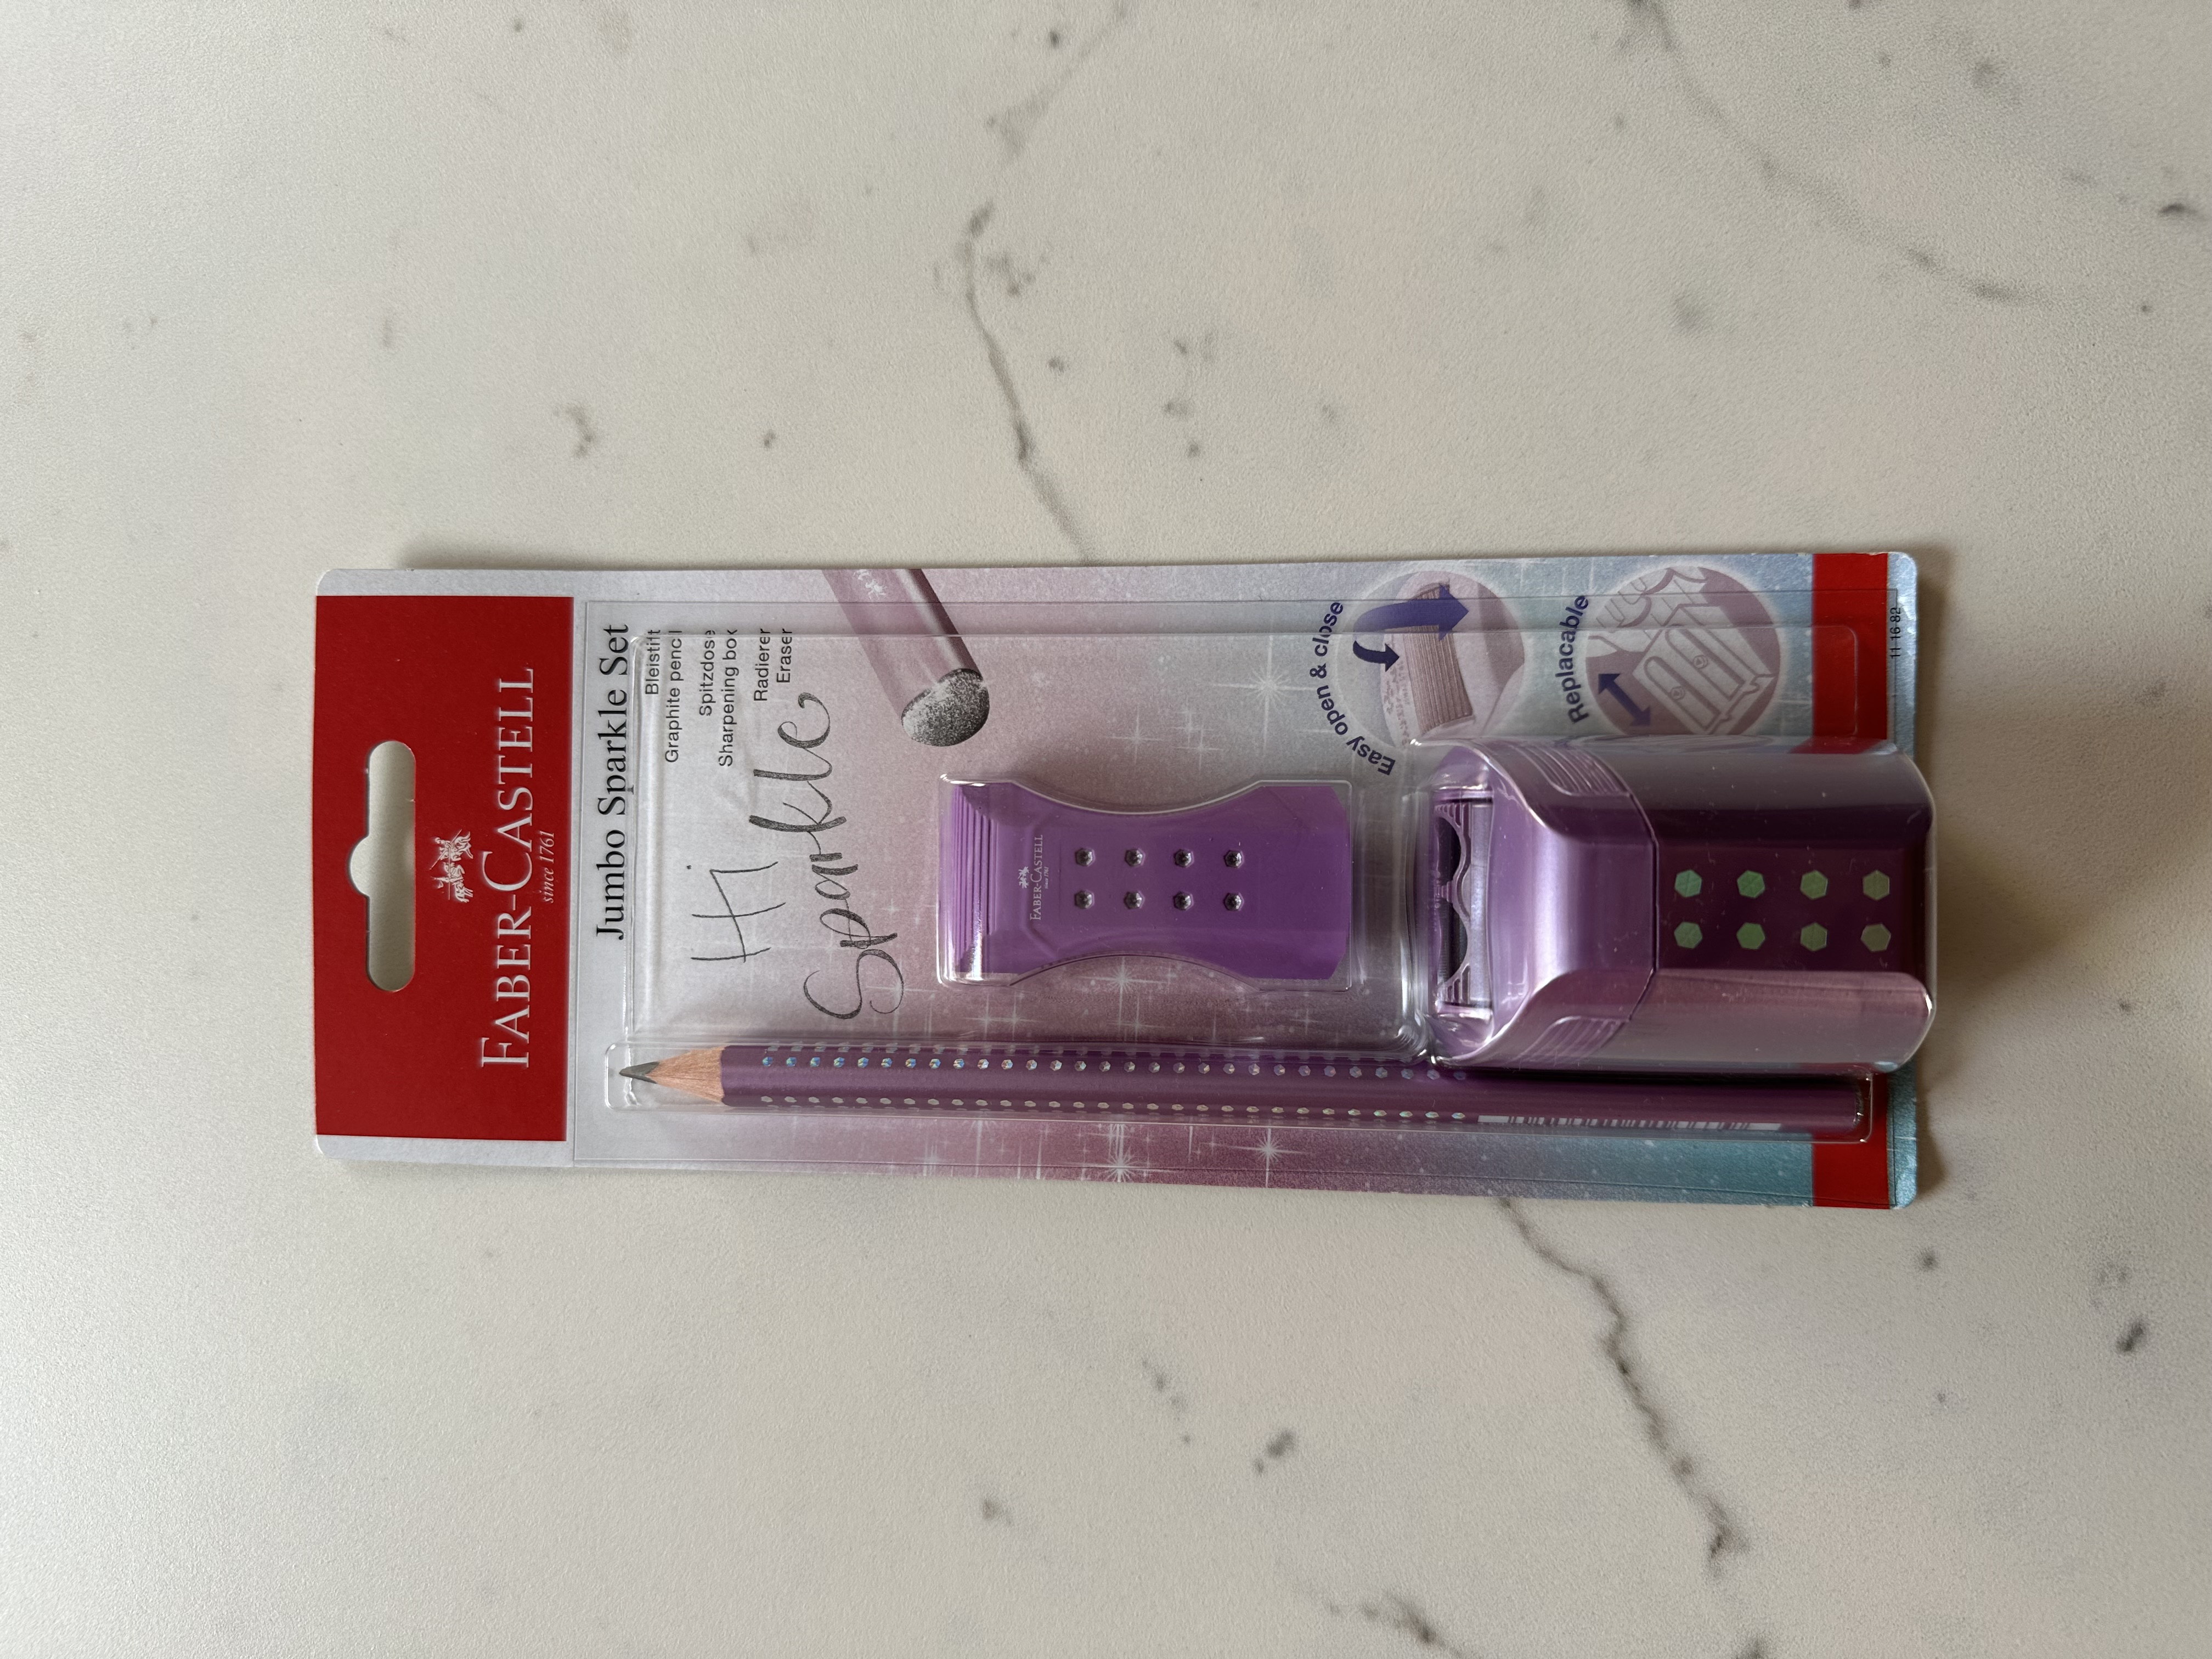 FABER-CASTELL
since 1761
Jumbo Sparkle Set
Bleistift
Graphite pencil
Spitzdose
Sharpening box
Radierer
Eraser
Hi
Sparkle
FABER-CASTELL
Easy open & close
Replacable
11 16 82